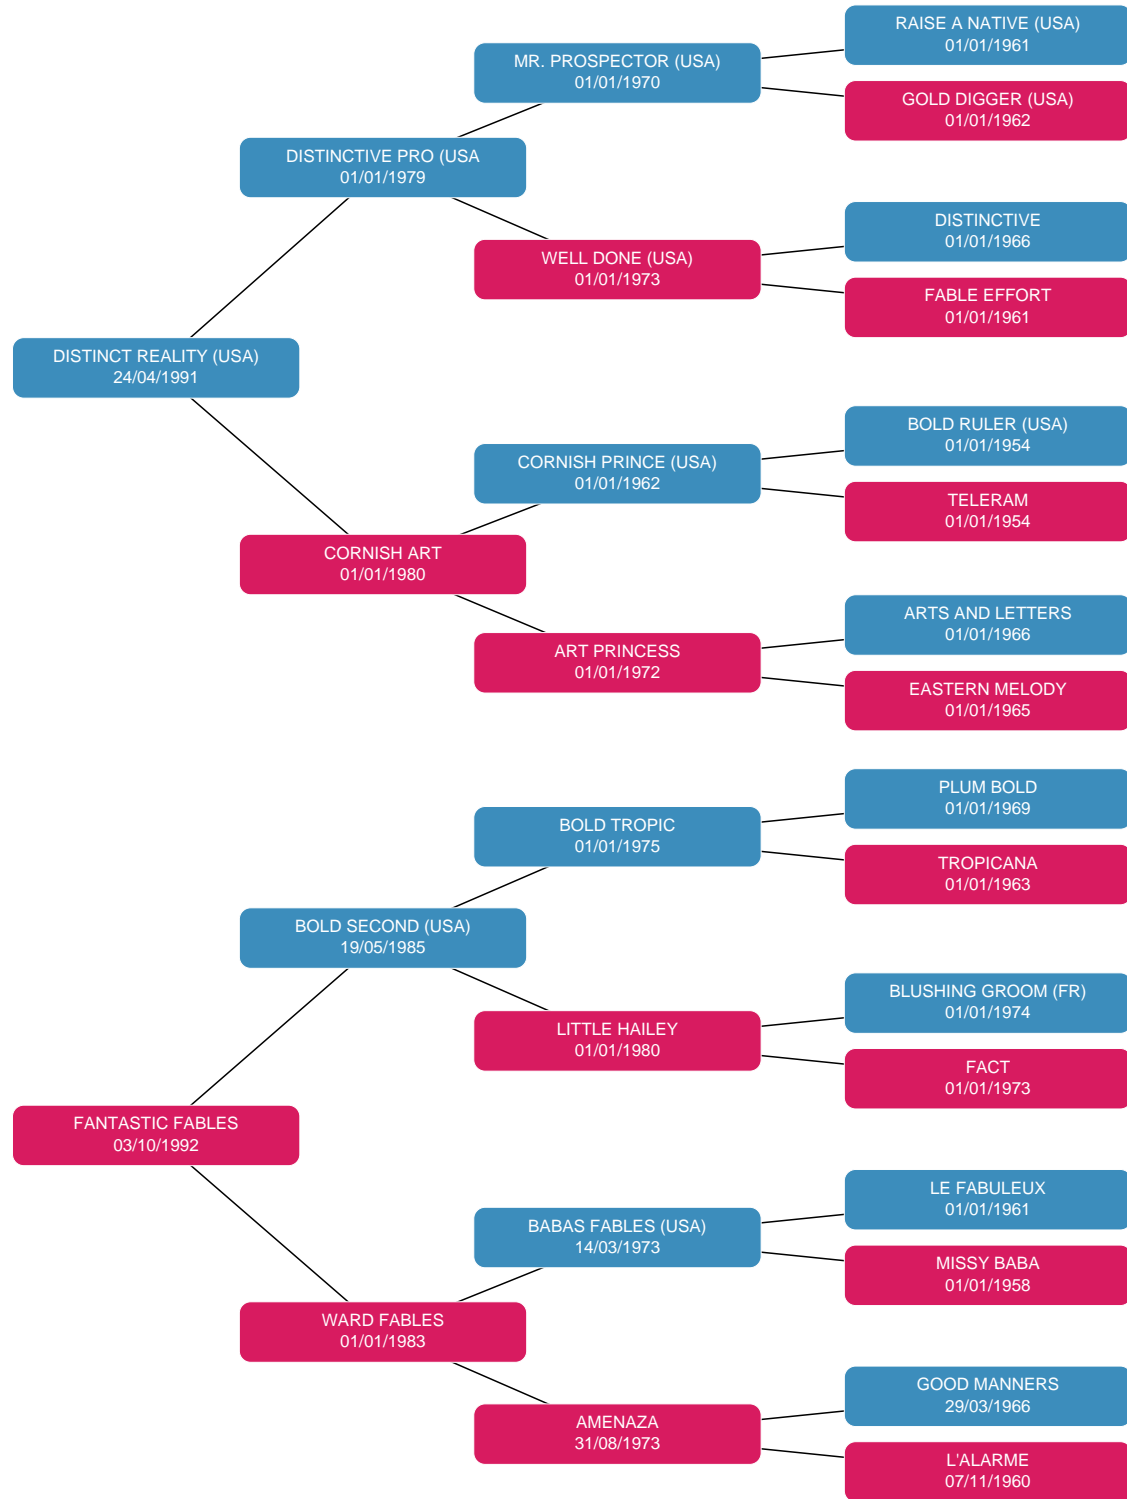 RAISE A NATIVE (USA)
01/01/1961
MR. PROSPECTOR (USA)
01/01/1970
GOLD DIGGER (USA)
01/01/1962
DISTINCTIVE PRO (USA
01/01/1979
DISTINCTIVE
01/01/1966
WELL DONE (USA)
01/01/1973
FABLE EFFORT
01/01/1961
DISTINCT REALITY (USA)
24/04/1991
BOLD RULER (USA)
01/01/1954
CORNISH PRINCE (USA)
01/01/1962
TELERAM
01/01/1954
CORNISH ART
01/01/1980
ARTS AND LETTERS
01/01/1966
ART PRINCESS
01/01/1972
EASTERN MELODY
01/01/1965
PLUM BOLD
01/01/1969
BOLD TROPIC
01/01/1975
TROPICANA
01/01/1963
BOLD SECOND (USA)
19/05/1985
BLUSHING GROOM (FR)
01/01/1974
LITTLE HAILEY
01/01/1980
FACT
01/01/1973
FANTASTIC FABLES
03/10/1992
LE FABULEUX
01/01/1961
BABAS FABLES (USA)
14/03/1973
MISSY BABA
01/01/1958
WARD FABLES
01/01/1983
GOOD MANNERS
29/03/1966
AMENAZA
31/08/1973
L'ALARME
07/11/1960